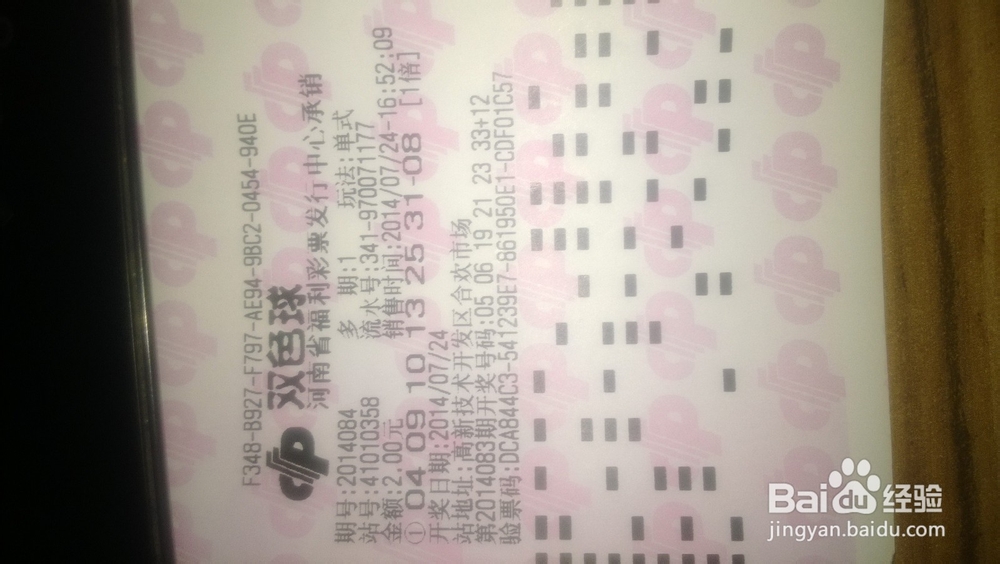 F348-B927-F797-AE94-9BC2-0454-940E
双色球
河南省福利彩票发行中心承销
期号:2014084 多 期:1 玩法:单式
站号:41010358 流水号:341-970071177
金额:2.00元 销售时间:2014/07/24-16:52:09
① 04 09 10 13 25 31-08 [1倍]
开奖日期:2014/07/24
站地址:高新技术开发区合欢市场
第2014083期开奖号码:05 06 19 21 23 33+12
验票码:DCA844C3-541239E7-861950E1-CDF01C57
Baidu经验
jingyan.baidu.com